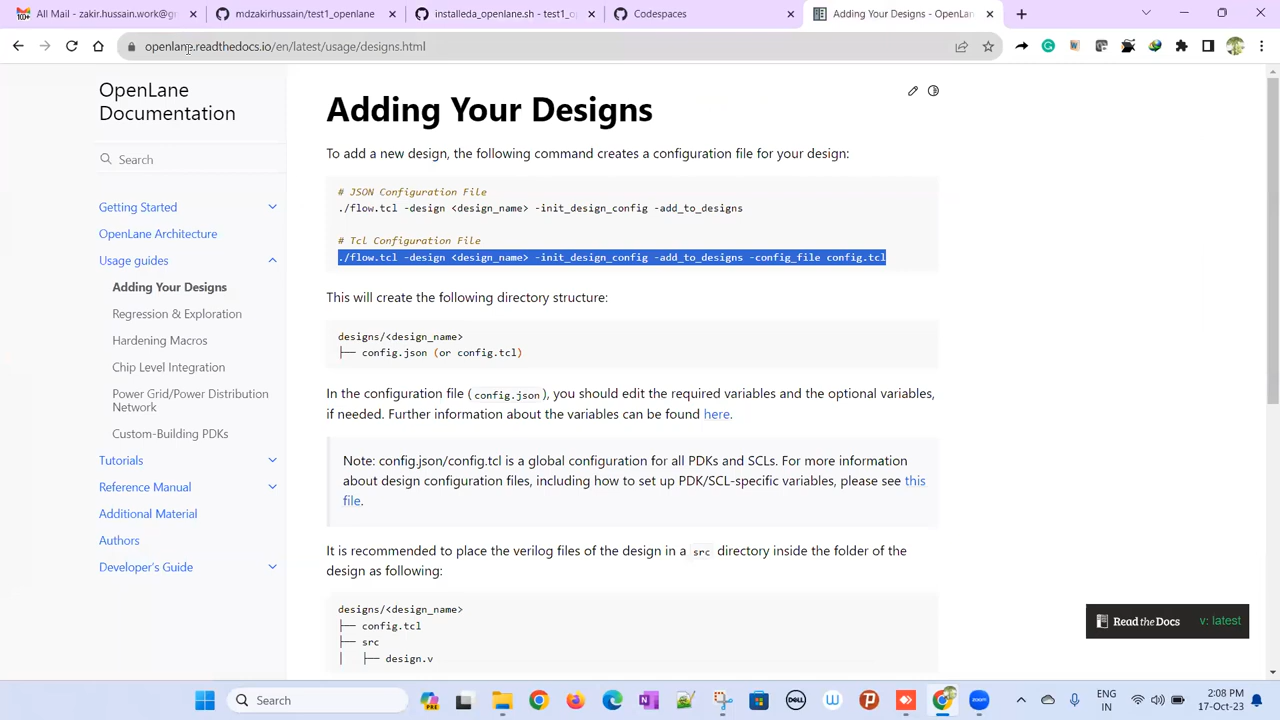 All Mail - zakir.hussain.work@gr
mdzakirhussain/test1_openlane
installeda_openlane.sh - test1_op
Codespaces
Adding Your Designs - OpenLane
openlane.readthedocs.io/en/latest/usage/designs.html
OpenLane
Documentation
Search
Getting Started
OpenLane Architecture
Usage guides
Adding Your Designs
Regression & Exploration
Hardening Macros
Chip Level Integration
Power Grid/Power Distribution
Network
Custom-Building PDKs
Tutorials
Reference Manual
Additional Material
Authors
Developer's Guide
Adding Your Designs
To add a new design, the following command creates a configuration file for your design:
# JSON Configuration File
./flow.tcl -design <design_name> -init_design_config -add_to_designs
# Tcl Configuration File
./flow.tcl -design <design_name> -init_design_config -add_to_designs -config_file config.tcl
This will create the following directory structure:
designs/<design_name>
├── config.json (or config.tcl)
In the configuration file (config.json), you should edit the required variables and the optional variables,
if needed. Further information about the variables can be found here.
Note: config.json/config.tcl is a global configuration for all PDKs and SCLs. For more information
about design configuration files, including how to set up PDK/SCL-specific variables, please see this
file.
It is recommended to place the verilog files of the design in a src directory inside the folder of the
design as following:
designs/<design_name>
├── config.tcl
├── src
│   ├── design.v
Read the Docs v: latest
Search
ENG
IN
2:08 PM
17-Oct-23